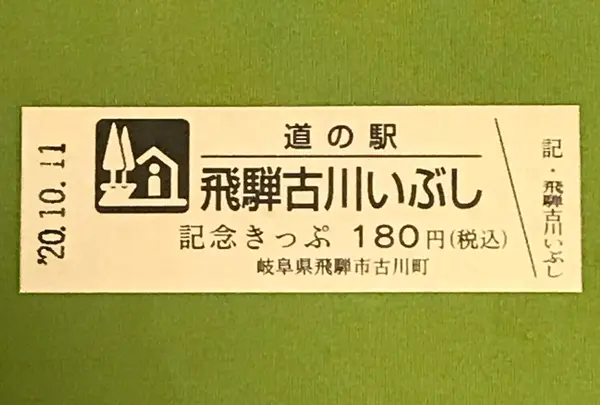 '20.10.11
道の駅
飛騨古川いぶし
記念きっぷ 180円(税込)
岐阜県飛騨市古川町
記・飛騨古川いぶし